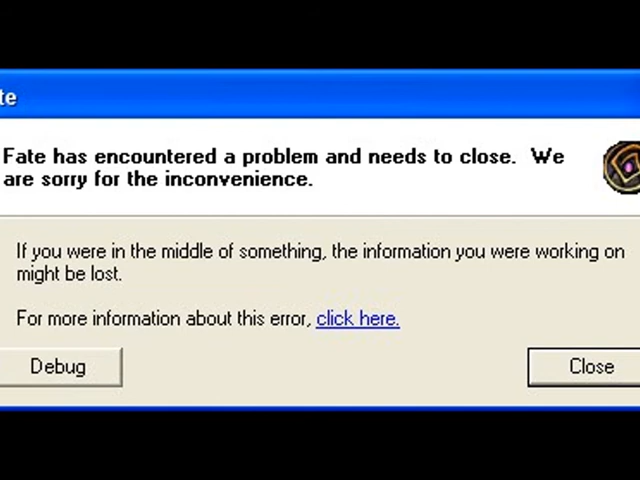 te
Fate has encountered a problem and needs to close. We
are sorry for the inconvenience.
If you were in the middle of something, the information you were working on
might be lost.
For more information about this error, click here.
Debug
Close